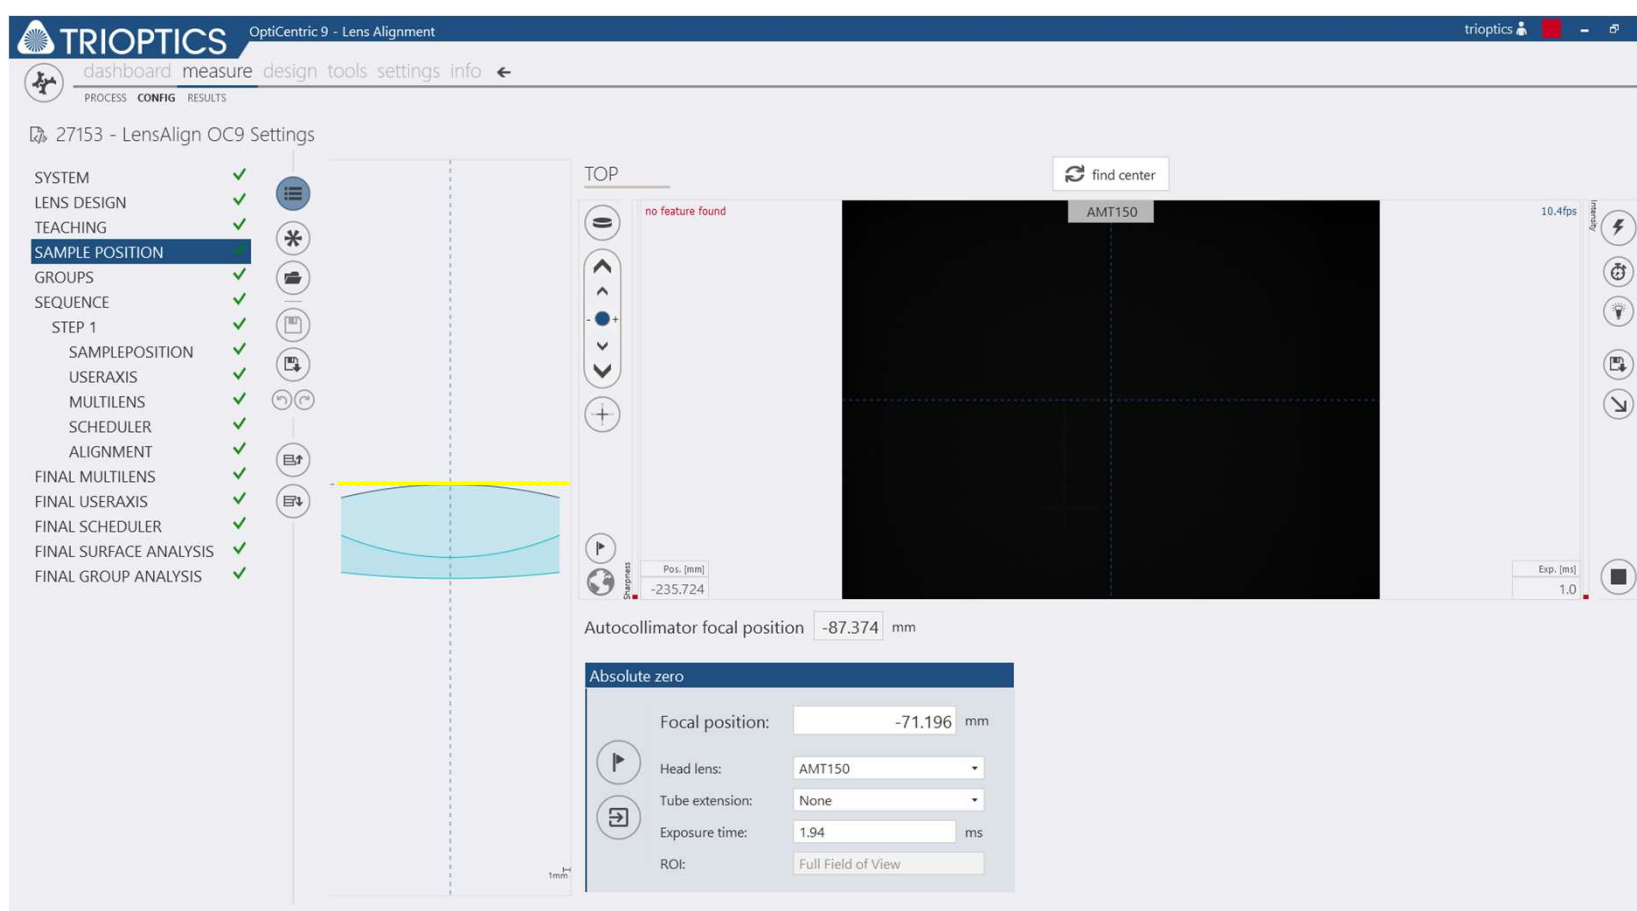 TRIOPTICS OptiCentric 9 - Lens Alignment trioptics
dashboard measure design tools settings info
PROCESS CONFIG RESULTS
27153 - LensAlign OC9 Settings
SYSTEM
LENS DESIGN
TEACHING
SAMPLE POSITION
GROUPS
SEQUENCE
STEP 1
SAMPLEPOSITION
USERAXIS
MULTILENS
SCHEDULER
ALIGNMENT
FINAL MULTILENS
FINAL USERAXIS
FINAL SCHEDULER
FINAL SURFACE ANALYSIS
FINAL GROUP ANALYSIS
1mm
TOP
find center
no feature found
AMT150
10.4fps
Intensity
- +
Sharpness
Pos. [mm]
-235.724
Exp. [ms]
1.0
Autocollimator focal position -87.374 mm
Absolute zero
Focal position: -71.196 mm
Head lens: AMT150
Tube extension: None
Exposure time: 1.94 ms
ROI: Full Field of View